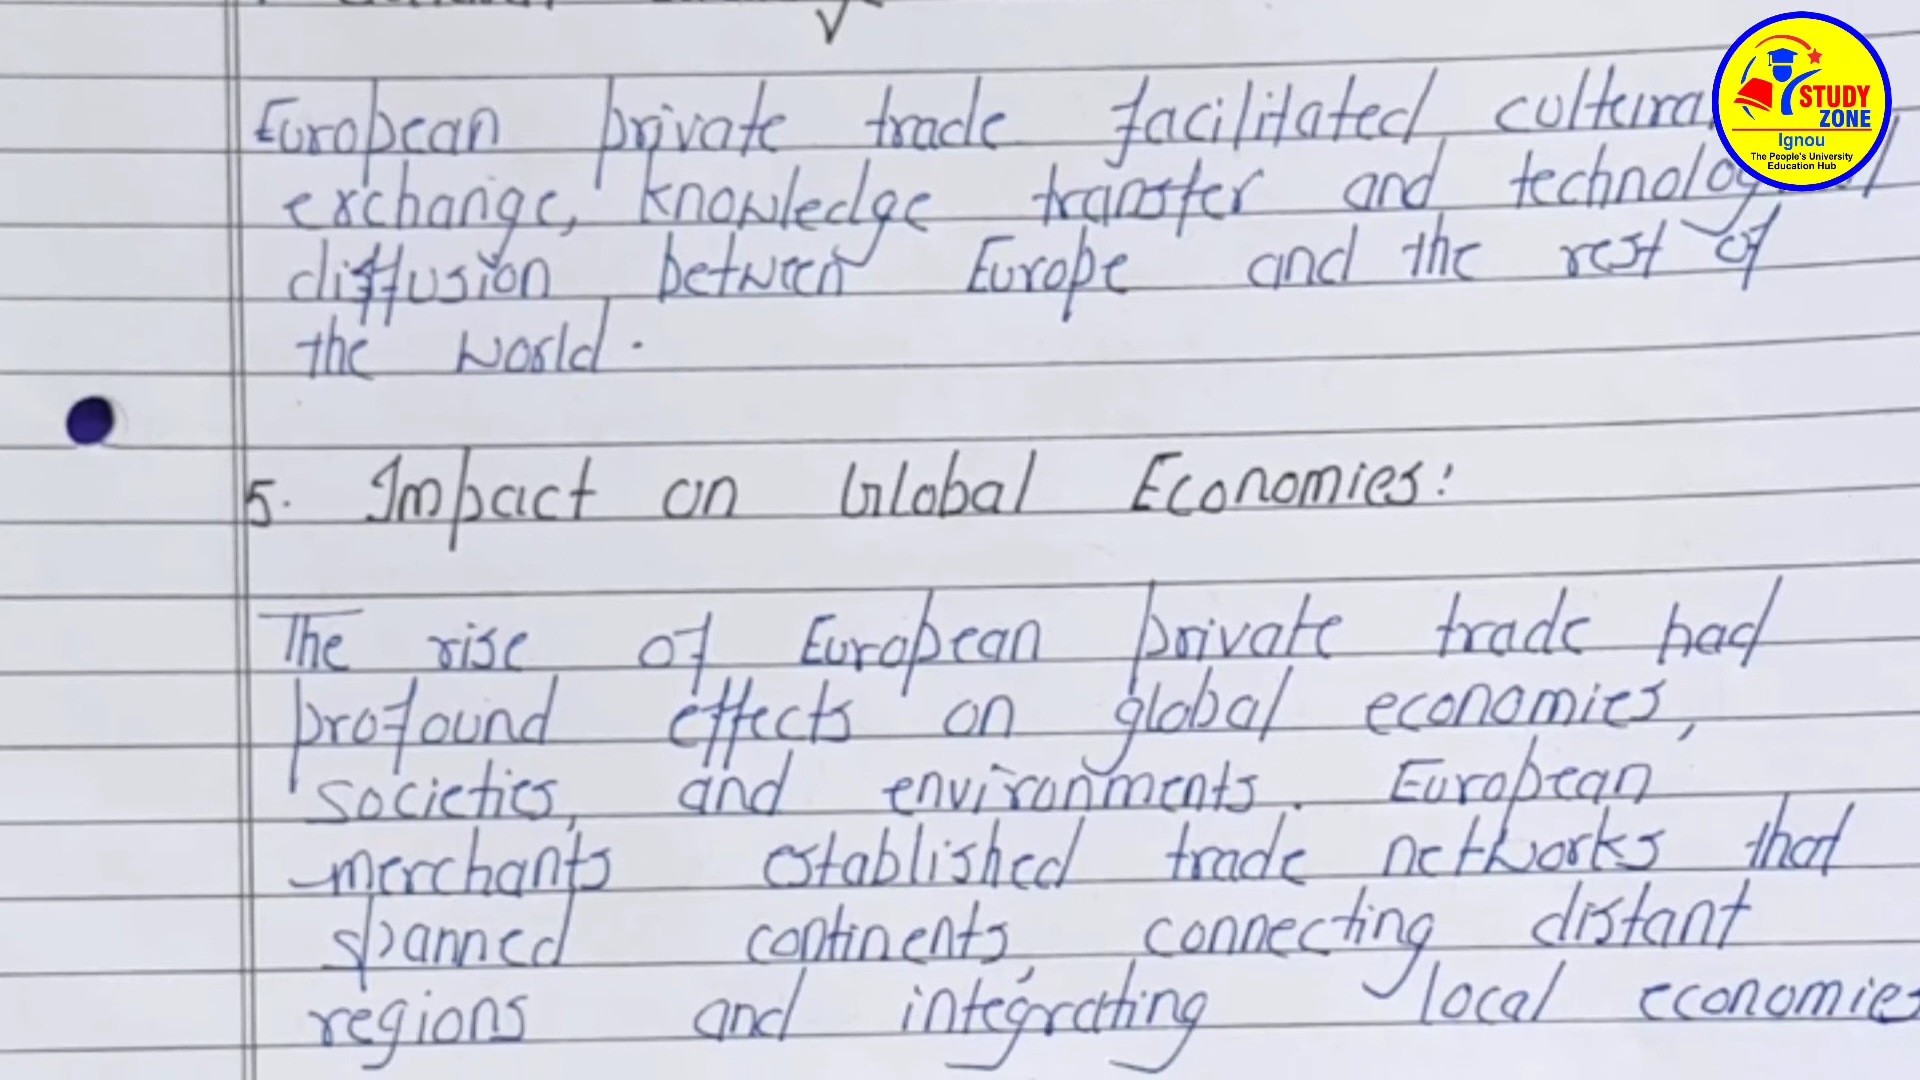 European private trade facilitated cultural
exchange, knowledge transfer and technological
diffusion between Europe and the rest of
the world.
5. Impact on Global Economies:
The rise of European private trade had
profound effects on global economies,
societies, and environments. European
merchants established trade networks that
spanned continents, connecting distant
regions and integrating local economies
STUDY
ZONE
Ignou
The People's University
Education Hub